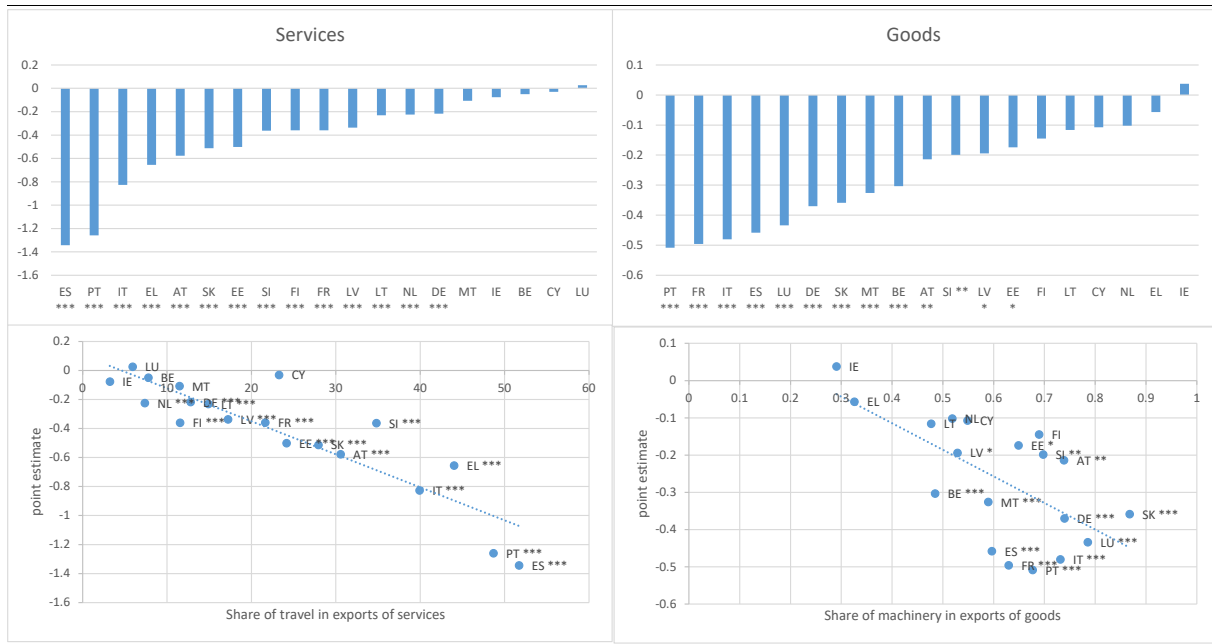 Services
0.2
0
-0.2
-0.4
-0.6
-0.8
-1
-1.2
-1.4
-1.6
ES PT IT EL AT SK EE SI FI FR LV LT NL DE MT IE BE CY LU
*** *** *** *** *** *** *** *** *** *** *** *** *** ***
Goods
0.1
0
-0.1
-0.2
-0.3
-0.4
-0.5
-0.6
PT FR IT ES LU DE SK MT BE AT SI ** LV EE FI LT CY NL EL IE
*** *** *** *** *** *** *** *** *** ** * *
point estimate
0.2
0
-0.2
-0.4
-0.6
-0.8
-1
-1.2
-1.4
-1.6
0 10 20 30 40 50 60
LU
IE
BE
MT
CY
NL ***
DE ***
LT ***
FI ***
LV ***
FR ***
SI ***
EE ***
SK ***
AT ***
EL ***
IT ***
PT ***
ES ***
Share of travel in exports of services
point estimate
0.1
0
-0.1
-0.2
-0.3
-0.4
-0.5
-0.6
0 0.1 0.2 0.3 0.4 0.5 0.6 0.7 0.8 0.9 1
IE
EL
LT
NL
CY
FI
EE *
LV *
SI **
AT **
BE ***
MT ***
SK ***
DE ***
LU ***
ES ***
FR ***
IT ***
PT ***
Share of machinery in exports of goods